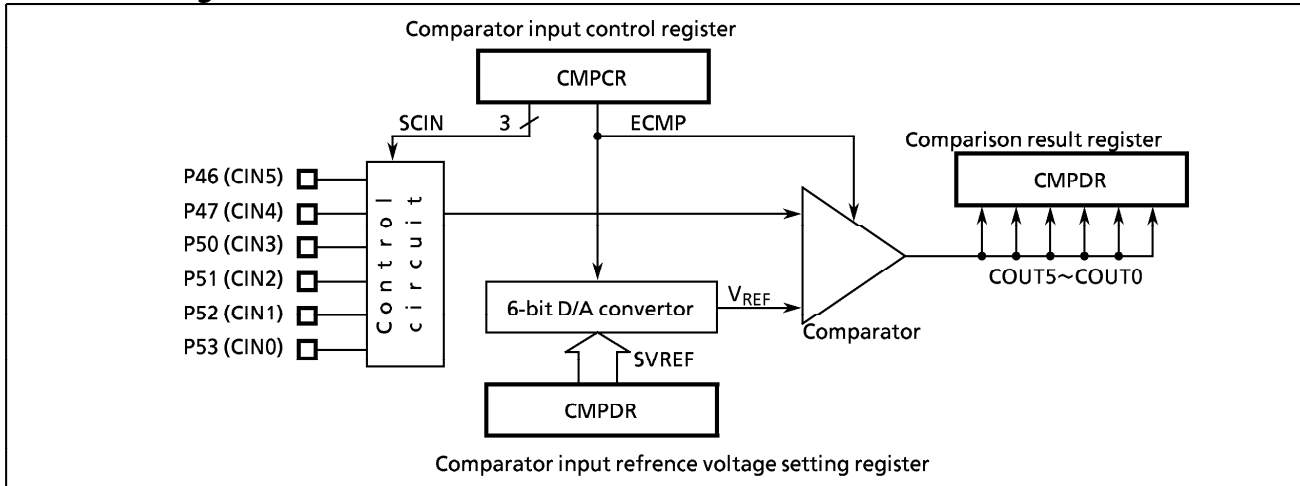 Comparator input control register
CMPCR
SCIN
3
ECMP
Comparison result register
CMPDR
P46 (CIN5)
P47 (CIN4)
P50 (CIN3)
P51 (CIN2)
P52 (CIN1)
P53 (CIN0)
Control
circuit
COUT5~COUT0
6-bit D/A convertor
VREF
Comparator
SVREF
CMPDR
Comparator input refrence voltage setting register